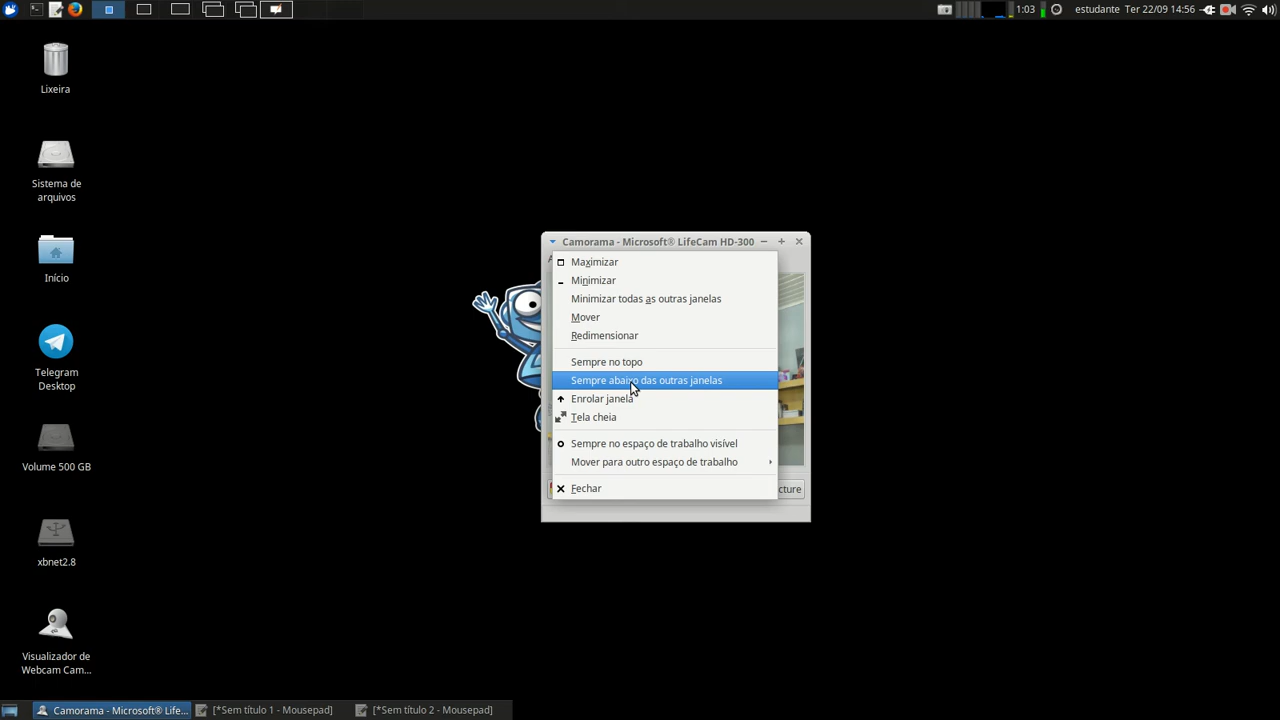 1:03
estudante Ter 22/09 14:56
Lixeira
Sistema de
arquivos
Início
Telegram
Desktop
Volume 500 GB
xbnet2.8
Visualizador de
Webcam Cam...
Camorama - Microsoft® LifeCam HD-300
Maximizar
Minimizar
Minimizar todas as outras janelas
Mover
Redimensionar
Sempre no topo
Sempre abaixo das outras janelas
Enrolar janela
Tela cheia
Sempre no espaço de trabalho visível
Mover para outro espaço de trabalho
Fechar
cture
Camorama - Microsoft® Life...
[*Sem título 1 - Mousepad]
[*Sem título 2 - Mousepad]